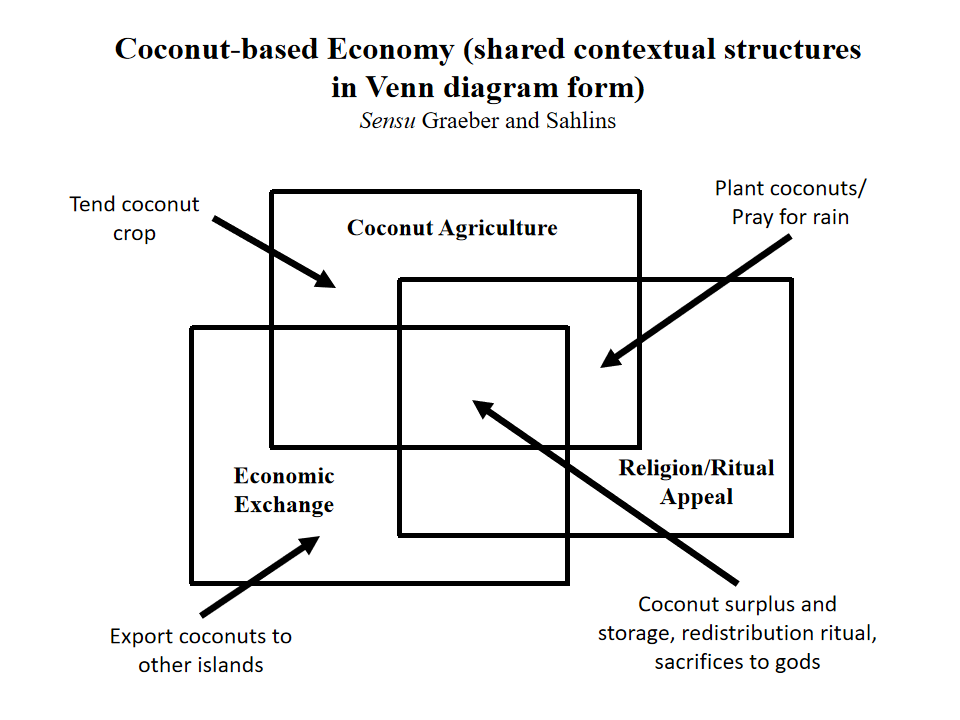 Coconut-based Economy (shared contextual structures
in Venn diagram form)
Sensu Graeber and Sahlins
Tend coconut
crop
Plant coconuts/
Pray for rain
Coconut Agriculture
Economic
Exchange
Religion/Ritual
Appeal
Export coconuts to
other islands
Coconut surplus and
storage, redistribution ritual,
sacrifices to gods